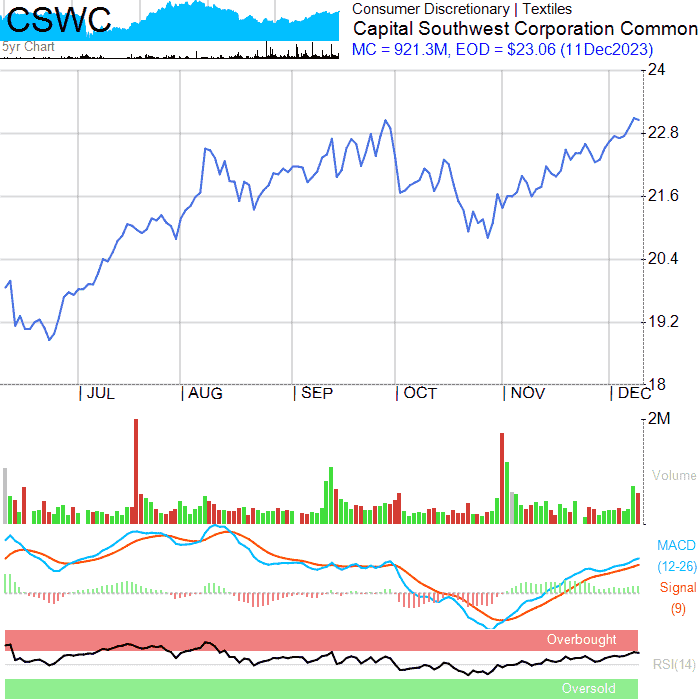 CSWC
5yr Chart
Consumer Discretionary | Textiles
Capital Southwest Corporation Common
MC = 921.3M, EOD = $23.06 (11Dec2023)
24
22.8
21.6
20.4
19.2
18
| JUL | AUG | SEP | OCT | NOV | DEC
2M
Volume
MACD
(12-26)
Signal
(9)
Overbought
RSI(14)
Oversold